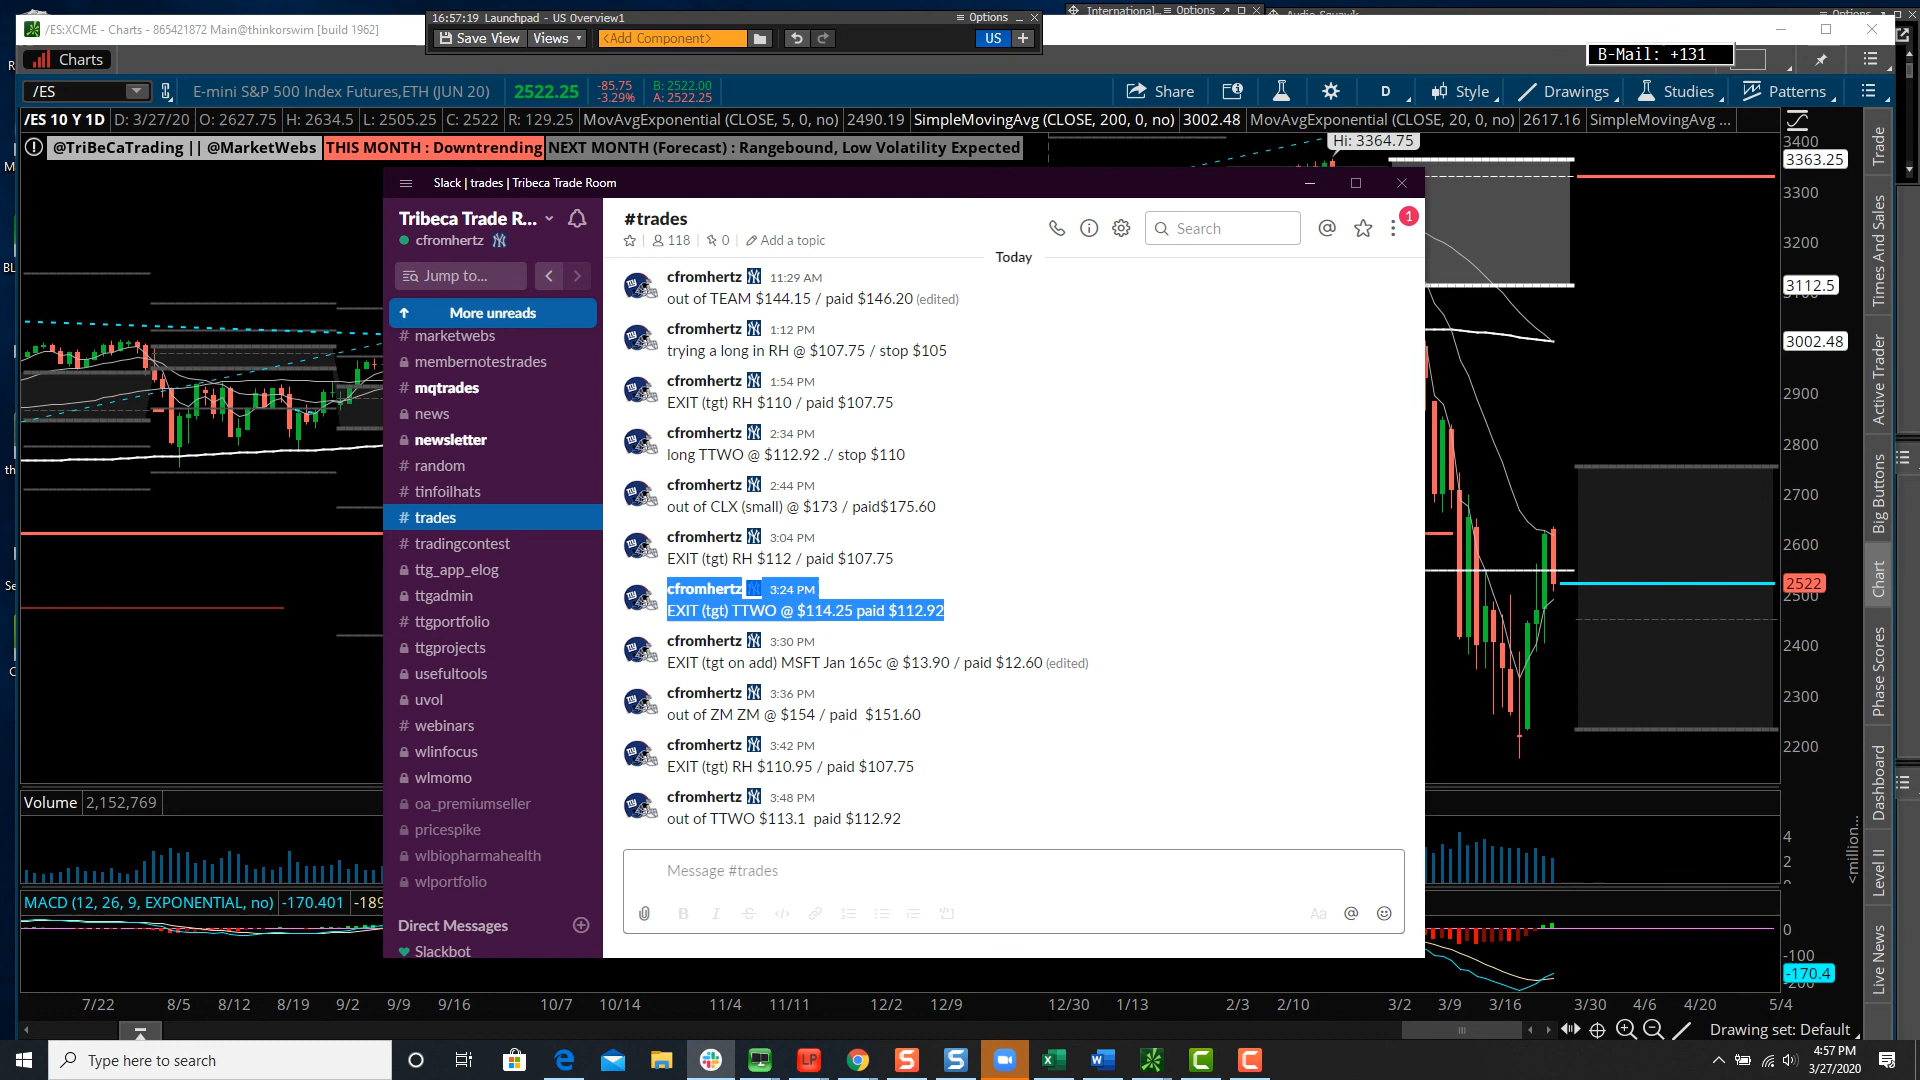 16:57:19 Launchpad - US Overview1
Options
International...
Options
Audio Squawk
/ES:XCME - Charts - 865421872 Main@thinkorswim [build 1962]
Save View
Views
<Add Component>
US
B-Mail: +131
Charts
/ES
E-mini S&P 500 Index Futures,ETH (JUN 20)
2522.25
-85.75
-3.29%
B: 2522.00
A: 2522.25
Share
D
Style
Drawings
Studies
Patterns
/ES 10 Y 1D
D: 3/27/20
O: 2627.75
H: 2634.5
L: 2505.25
C: 2522
R: 129.25
MovAvgExponential (CLOSE, 5, 0, no)
2490.19
SimpleMovingAvg (CLOSE, 200, 0, no)
3002.48
MovAvgExponential (CLOSE, 20, 0, no)
2617.16
SimpleMovingAvg ...
@TriBeCaTrading || @MarketWebs
THIS MONTH : Downtrending
NEXT MONTH (Forecast) : Rangebound, Low Volatility Expected
Hi: 3364.75
3400
3363.25
3300
3200
3112.5
3002.48
2900
2800
2700
2600
2522
2500
2400
2300
2200
Trade
Times And Sales
Active Trader
Big Buttons
Chart
Phase Scores
Dashboard
Level II
Live News
Slack | trades | Tribeca Trade Room
Tribeca Trade R...
cfromhertz
Jump to...
More unreads
# marketwebs
membernotestrades
# mqtrades
news
newsletter
# random
# tinfoilhats
# trades
# tradingcontest
ttg_app_elog
ttgadmin
ttgportfolio
ttgprojects
usefultools
uvol
# webinars
wlinfocus
wlmomo
oa_premiumseller
pricespike
wlbiopharmahealth
wlportfolio
Direct Messages
Slackbot
#trades
118
0
Add a topic
Search
1
Today
cfromhertz 11:29 AM
out of TEAM $144.15 / paid $146.20 (edited)
cfromhertz 1:12 PM
trying a long in RH @ $107.75 / stop $105
cfromhertz 1:54 PM
EXIT (tgt) RH $110 / paid $107.75
cfromhertz 2:34 PM
long TTWO @ $112.92 ./ stop $110
cfromhertz 2:44 PM
out of CLX (small) @ $173 / paid$175.60
cfromhertz 3:04 PM
EXIT (tgt) RH $112 / paid $107.75
cfromhertz 3:24 PM
EXIT (tgt) TTWO @ $114.25 paid $112.92
cfromhertz 3:30 PM
EXIT (tgt on add) MSFT Jan 165c @ $13.90 / paid $12.60 (edited)
cfromhertz 3:36 PM
out of ZM ZM @ $154 / paid  $151.60
cfromhertz 3:42 PM
EXIT (tgt) RH $110.95 / paid $107.75
cfromhertz 3:48 PM
out of TTWO $113.1  paid $112.92
Message #trades
Volume
2,152,769
4
2
<million...
MACD (12, 26, 9, EXPONENTIAL, no)
-170.401
0
-100
-170.4
7/22
8/5
8/12
8/19
9/2
9/9
9/16
10/7
10/14
11/4
11/11
12/2
12/9
12/30
1/13
2/3
2/10
3/2
3/9
3/16
3/30
4/6
4/20
5/4
Drawing set: Default
Type here to search
4:57 PM
3/27/2020